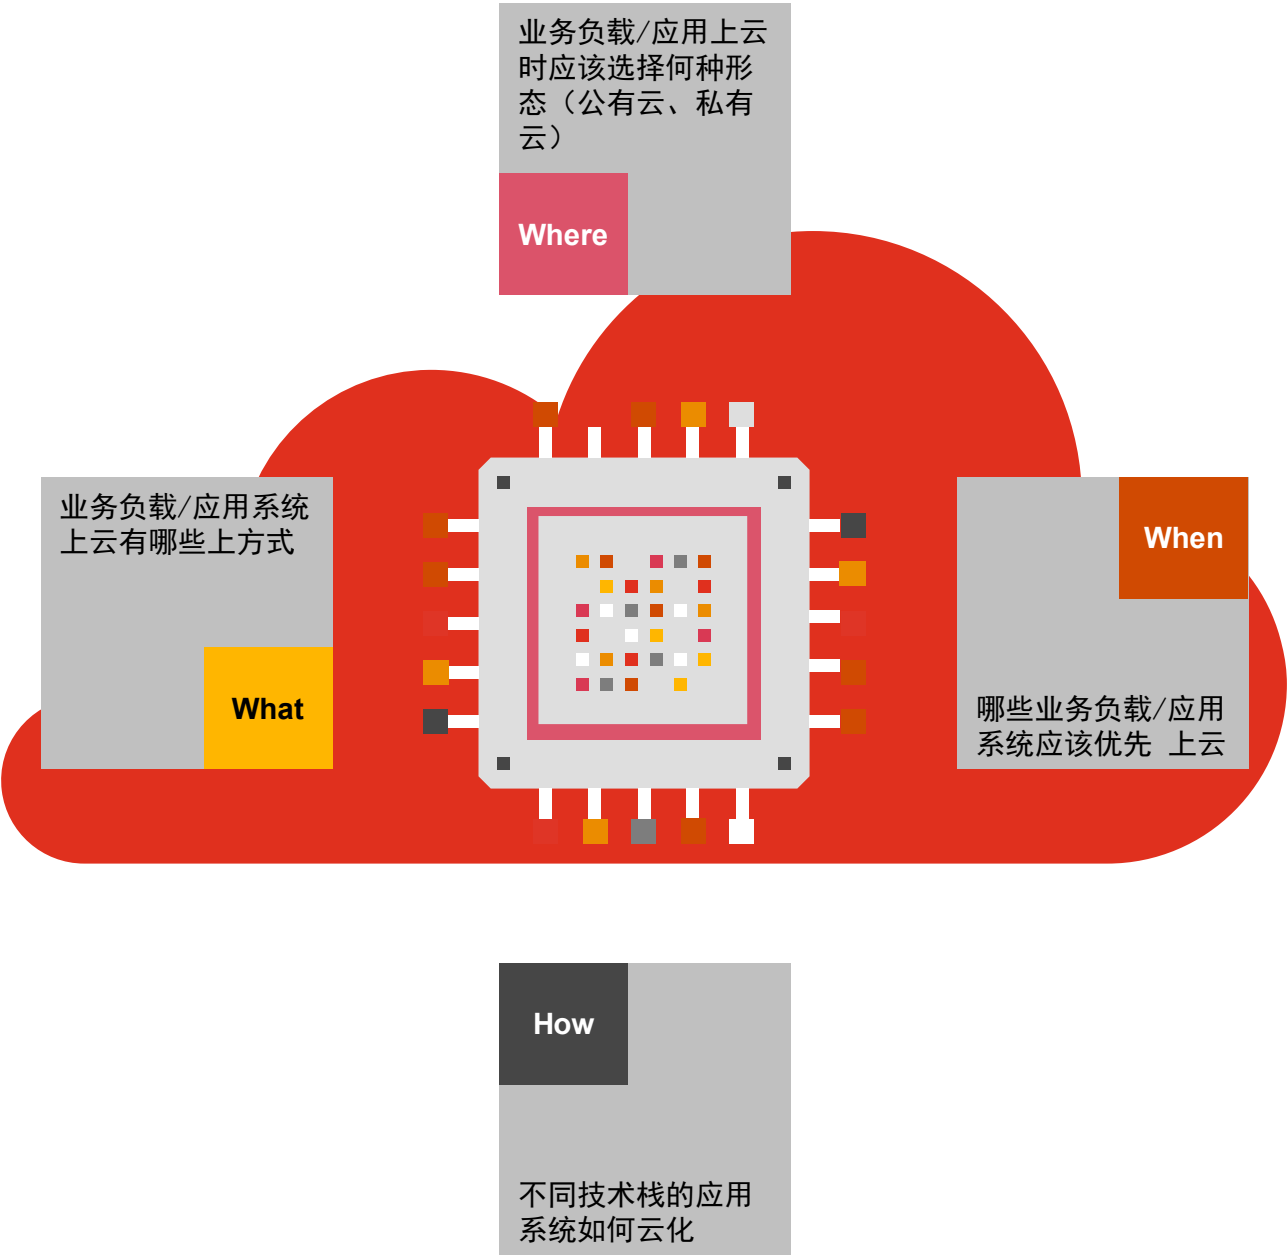 业务负载/应用上云
时应该选择何种形
态（公有云、私有
云）
Where
业务负载/应用系统
上云有哪些上方式
What
When
哪些业务负载/应用
系统应该优先 上云
How
不同技术栈的应用
系统如何云化